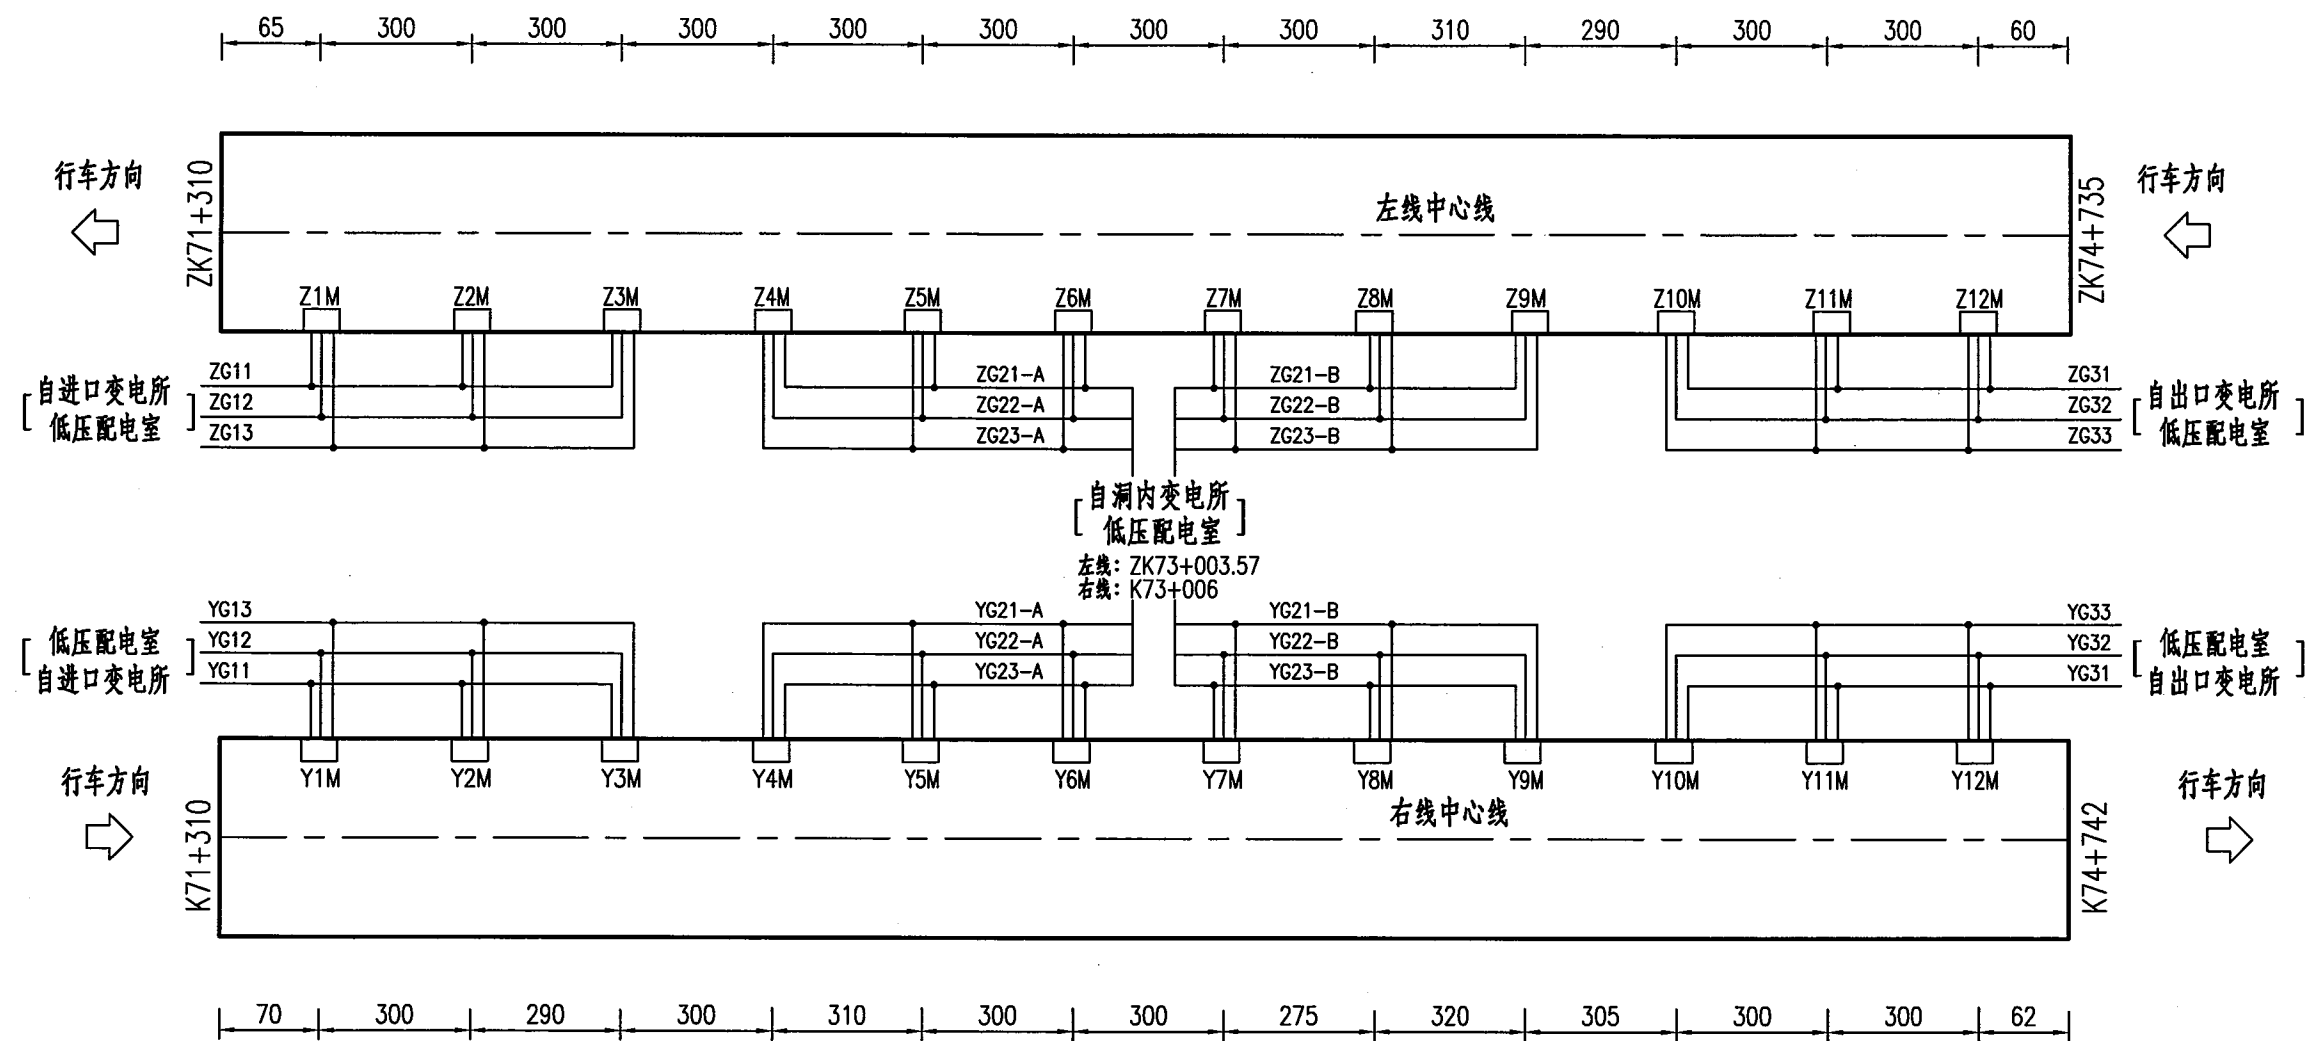 65 300 300 300 300 300 300 300 310 290 300 300 60
行车方向
ZK71+310
左线中心线
ZK74+735
行车方向
Z1M Z2M Z3M Z4M Z5M Z6M Z7M Z8M Z9M Z10M Z11M Z12M
ZG11 ZG21-A ZG21-B ZG31
[自进口变电所
低压配电室]
ZG12 ZG22-A ZG22-B ZG32
[自出口变电所
低压配电室]
ZG13 ZG23-A ZG23-B ZG33
[自洞内变电所
低压配电室]
左线：ZK73+003.57
右线：K73+006
YG13 YG21-A YG21-B YG33
[低压配电室
自进口变电所]
YG12 YG22-A YG22-B YG32
[低压配电室
自出口变电所]
YG11 YG23-A YG23-B YG31
Y1M Y2M Y3M Y4M Y5M Y6M Y7M Y8M Y9M Y10M Y11M Y12M
行车方向
K71+310
右线中心线
K74+742
行车方向
70 300 290 300 310 300 300 275 320 305 300 300 62